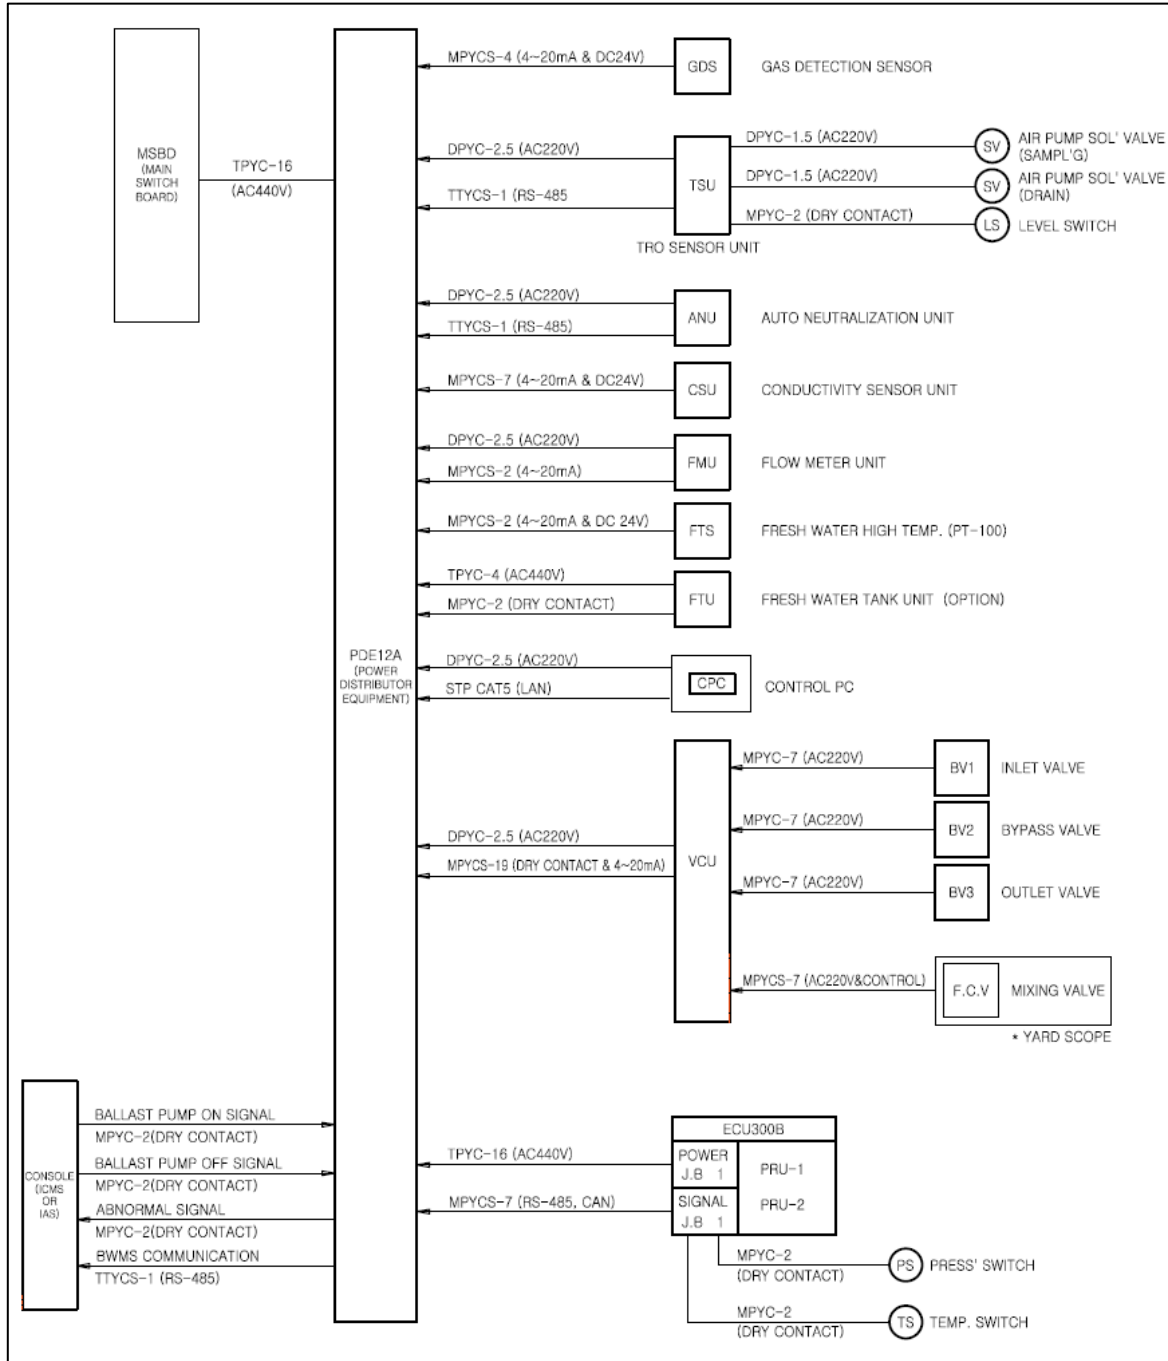 MPYCS-4 (4~20mA & DC24V)
GDS
GAS DETECTION SENSOR
MSBD
(MAIN
SWITCH
BOARD)
TPYC-16
(AC440V)
DPYC-2.5 (AC220V)
TTYCS-1 (RS-485
TSU
TRO SENSOR UNIT
DPYC-1.5 (AC220V)
SV
AIR PUMP SOL' VALVE
(SAMPL'G)
DPYC-1.5 (AC220V)
SV
AIR PUMP SOL' VALVE
(DRAIN)
MPYC-2 (DRY CONTACT)
LS
LEVEL SWITCH
DPYC-2.5 (AC220V)
TTYCS-1 (RS-485)
ANU
AUTO NEUTRALIZATION UNIT
MPYCS-7 (4~20mA & DC24V)
CSU
CONDUCTIVITY SENSOR UNIT
DPYC-2.5 (AC220V)
MPYCS-2 (4~20mA)
FMU
FLOW METER UNIT
MPYCS-2 (4~20mA & DC 24V)
FTS
FRESH WATER HIGH TEMP. (PT-100)
TPYC-4 (AC440V)
MPYC-2 (DRY CONTACT)
FTU
FRESH WATER TANK UNIT (OPTION)
PDE12A
(POWER
DISTRIBUTOR
EQUIPMENT)
DPYC-2.5 (AC220V)
STP CAT5 (LAN)
CPC
CONTROL PC
DPYC-2.5 (AC220V)
MPYCS-19 (DRY CONTACT & 4~20mA)
VCU
MPYC-7 (AC220V)
BV1
INLET VALVE
MPYC-7 (AC220V)
BV2
BYPASS VALVE
MPYC-7 (AC220V)
BV3
OUTLET VALVE
MPYCS-7 (AC220V&CONTROL)
F.C.V
MIXING VALVE
* YARD SCOPE
CONSOLE
(ICMS
OR
IAS)
BALLAST PUMP ON SIGNAL
MPYC-2(DRY CONTACT)
BALLAST PUMP OFF SIGNAL
MPYC-2(DRY CONTACT)
ABNORMAL SIGNAL
MPYC-2(DRY CONTACT)
BWMS COMMUNICATION
TTYCS-1 (RS-485)
TPYC-16 (AC440V)
MPYCS-7 (RS-485, CAN)
ECU300B
POWER
J.B 1
SIGNAL
J.B 1
PRU-1
PRU-2
MPYC-2
(DRY CONTACT)
PS
PRESS' SWITCH
MPYC-2
(DRY CONTACT)
TS
TEMP. SWITCH